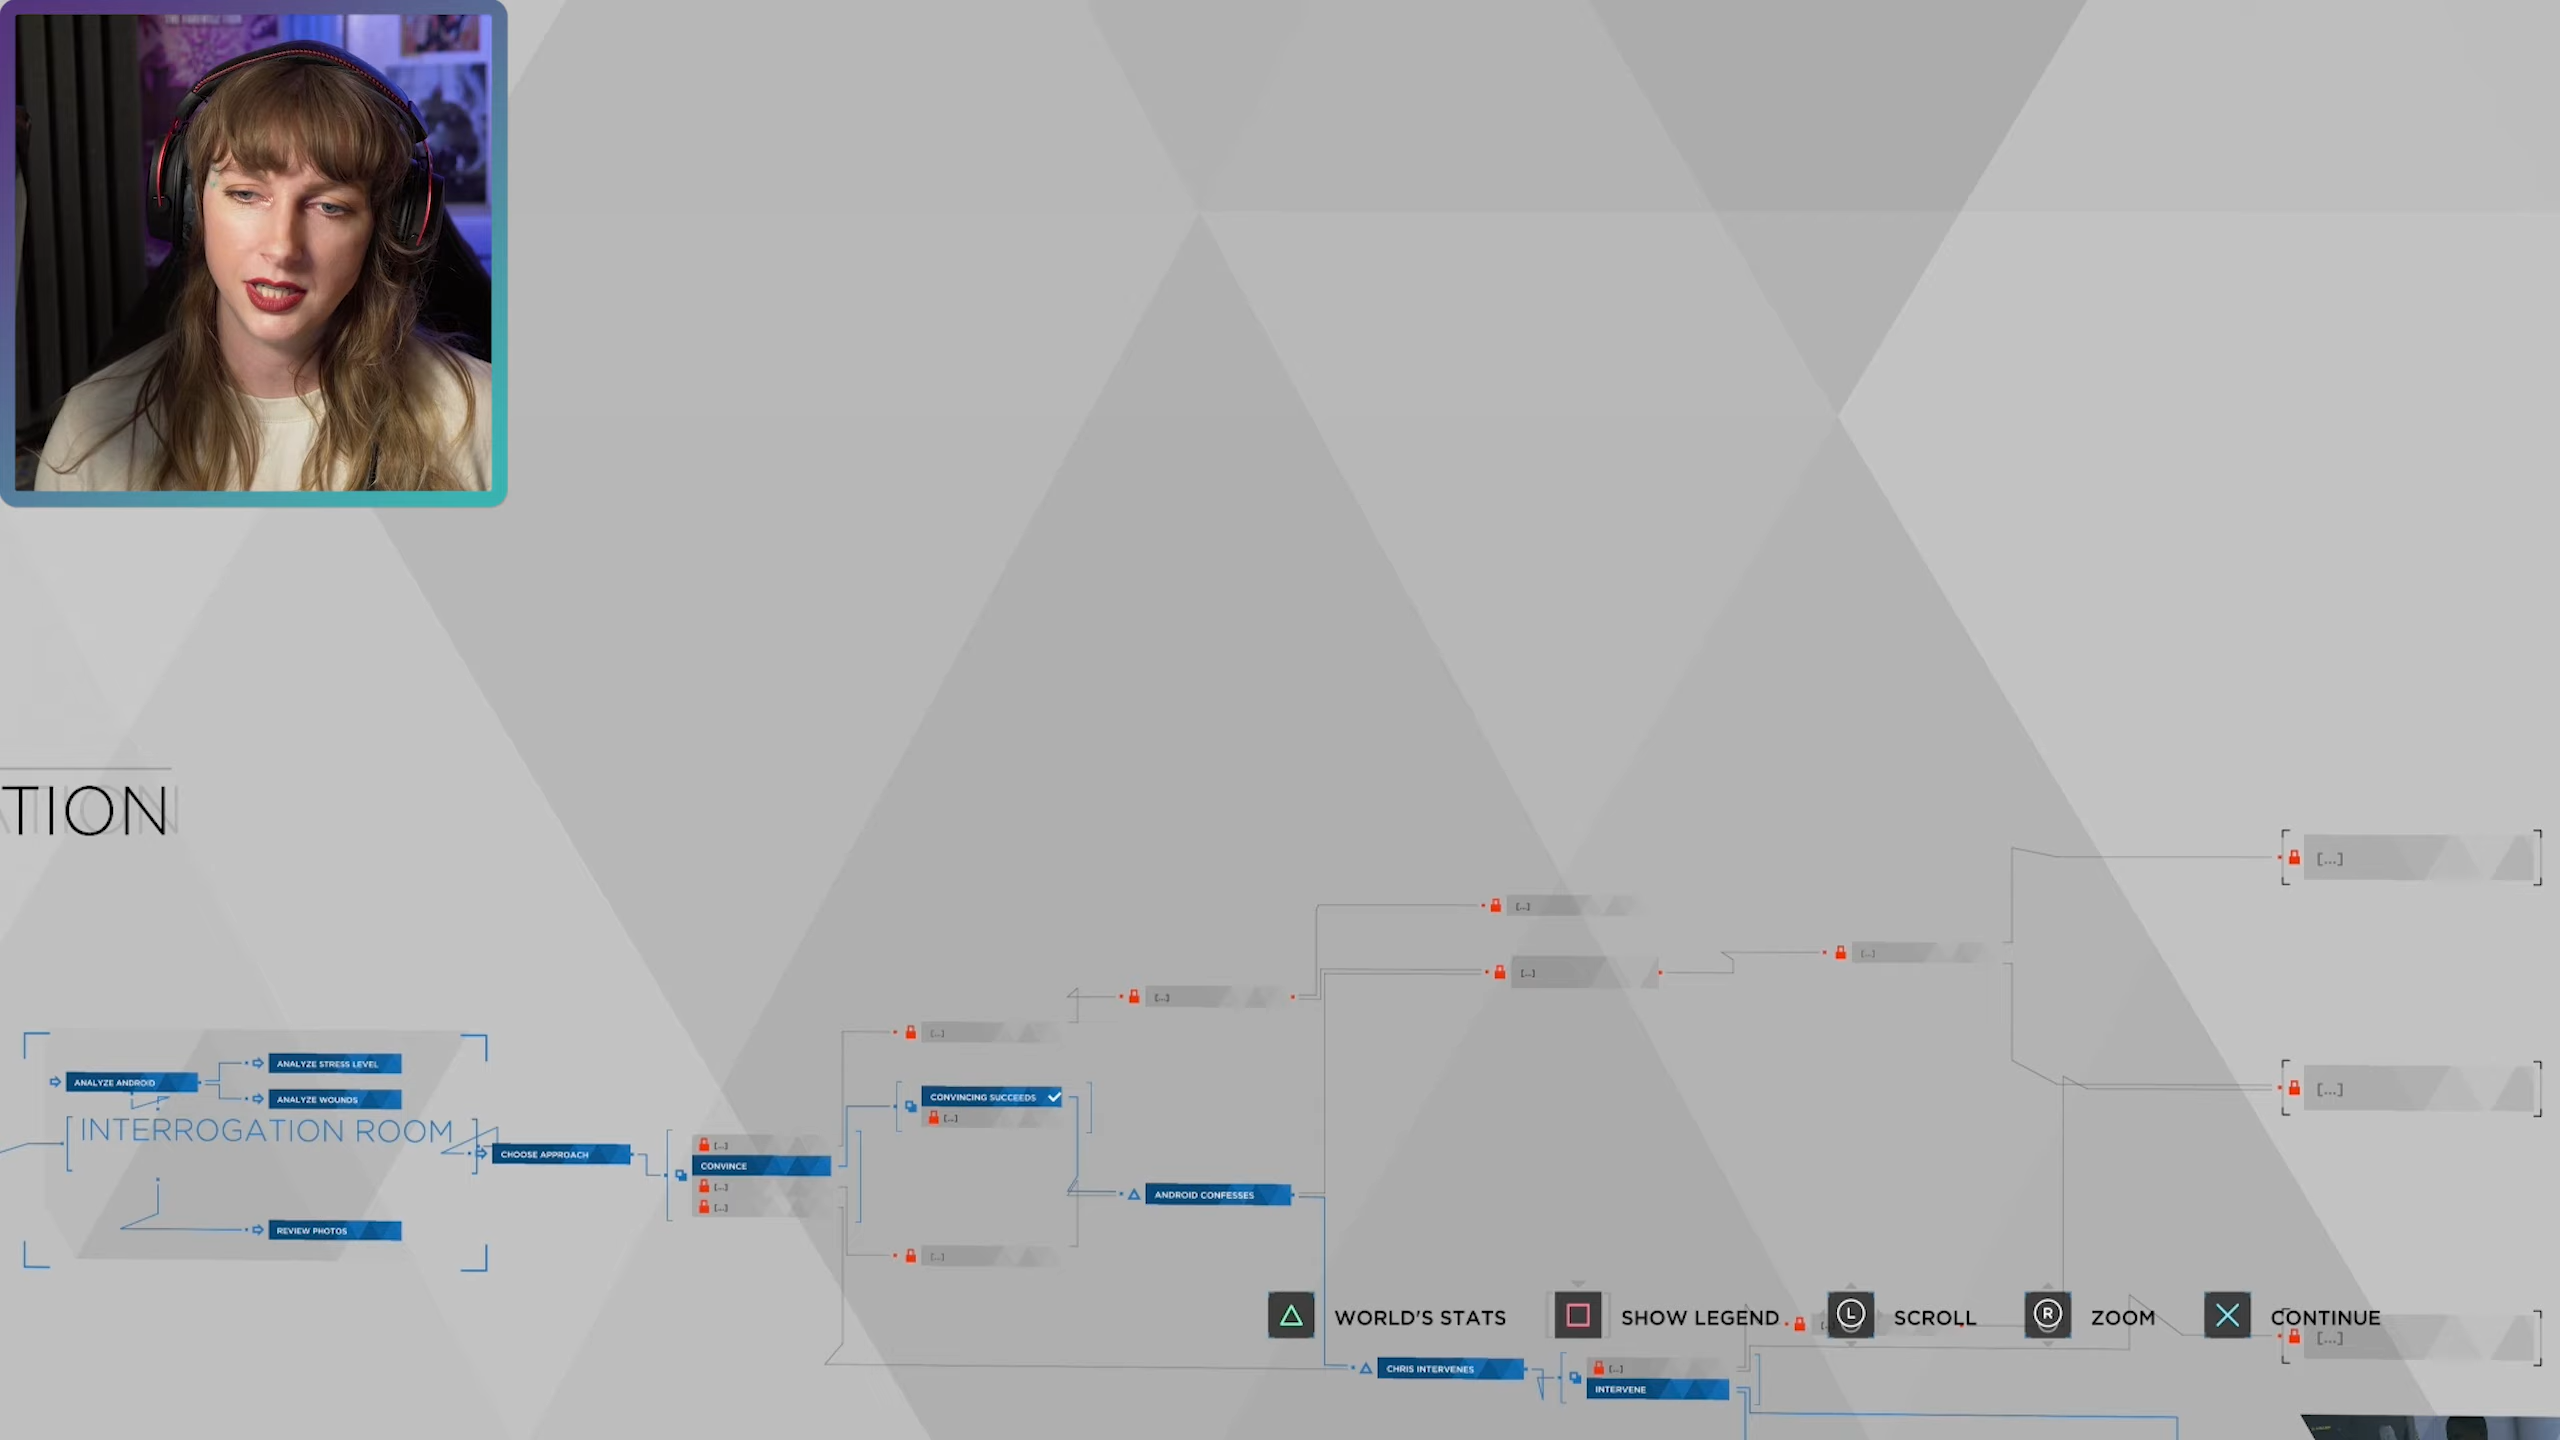 ATION
[...]
[...]
[...]
[...]
[...]
[...]
ANALYZE STRESS LEVEL
ANALYZE ANDROID
ANALYZE WOUNDS
INTERROGATION ROOM
REVIEW PHOTOS
CHOOSE APPROACH
[...]
CONVINCE
[...]
[...]
CONVINCING SUCCEEDS
[...]
ANDROID CONFESSES
[...]
[...]
WORLD'S STATS
SHOW LEGEND
L
SCROLL
R
ZOOM
CONTINUE
[...]
CHRIS INTERVENES
[...]
INTERVENE